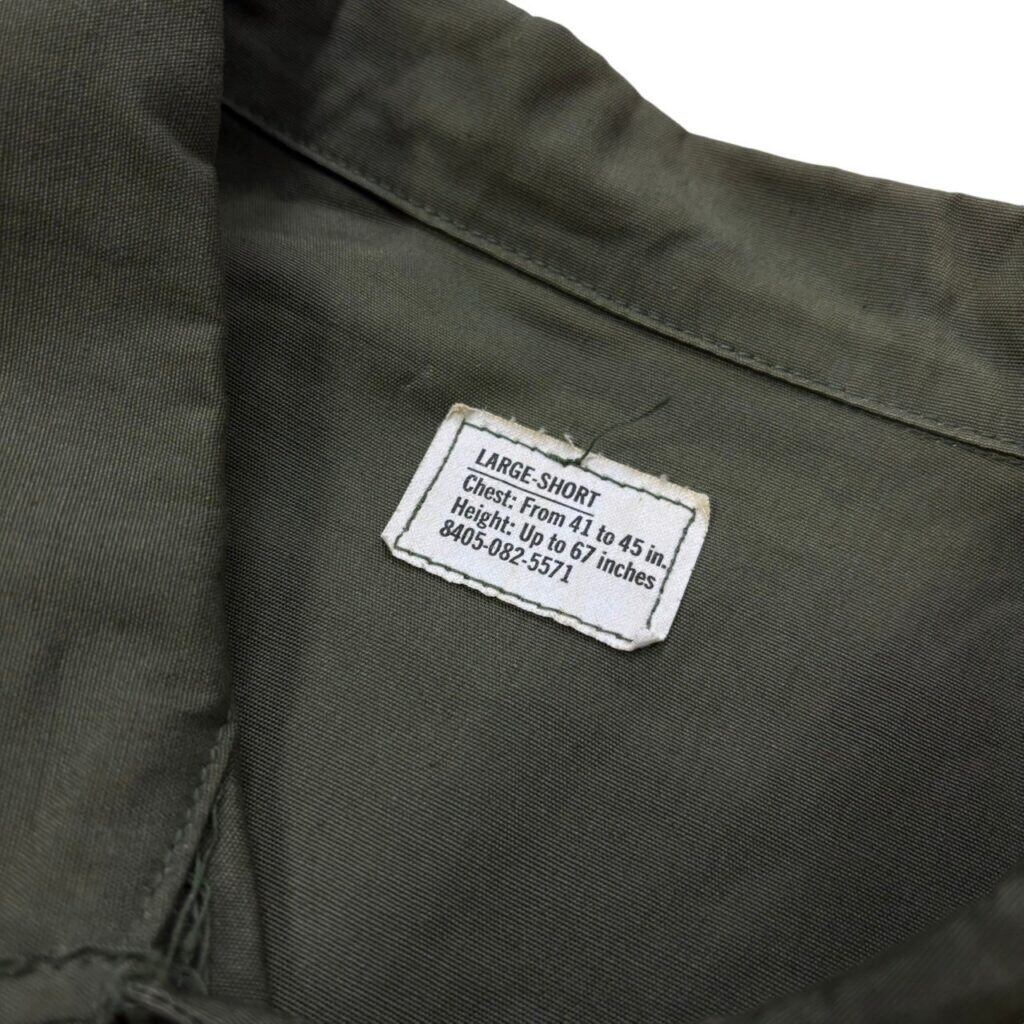 LARGE-SHORT
Chest: From 41 to 45 in.
Height: Up to 67 inches
8405-082-5571